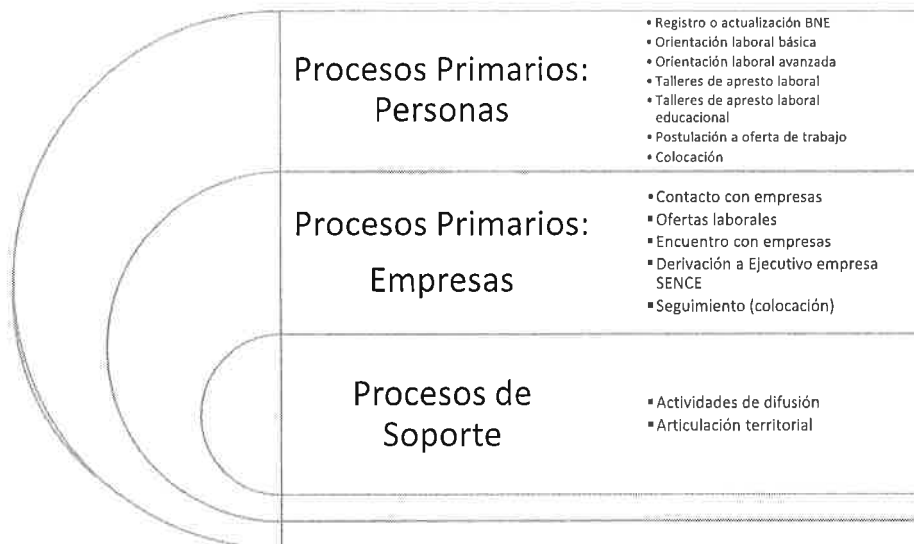 Procesos Primarios:
Personas
• Registro o actualización BNE
• Orientación laboral básica
• Orientación laboral avanzada
• Talleres de apresto laboral
• Talleres de apresto laboral
educacional
• Postulación a oferta de trabajo
• Colocación
Procesos Primarios:
Empresas
• Contacto con empresas
▪ Ofertas laborales
▪ Encuentro con empresas
▪ Derivación a Ejecutivo empresa
SENCE
▪ Seguimiento (colocación)
Procesos de
Soporte
▪ Actividades de difusión
▪ Articulación territorial